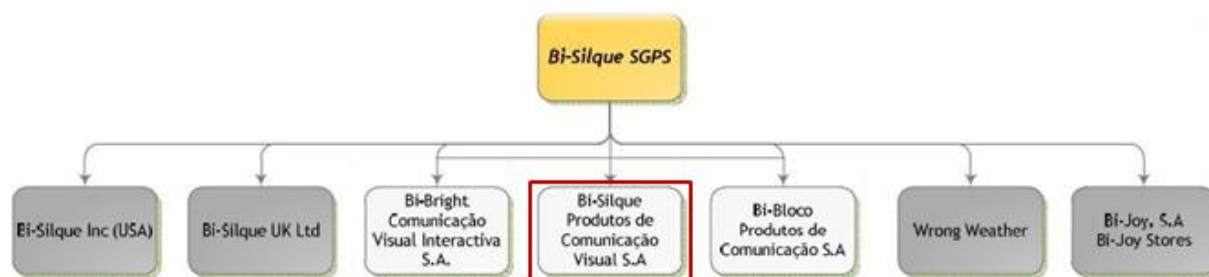 Bi-Silque SGPS
Bi-Silque Inc (USA)
Bi-Silque UK Ltd
Bi-Bright
Comunicação
Visual Interactiva
S.A.
Bi-Silque
Produtos de
Comunicação
Visual S.A
Bi-Bloco
Produtos de
Comunicação S.A
Wrong Weather
Bi-Joy, S.A
Bi-Joy Stores